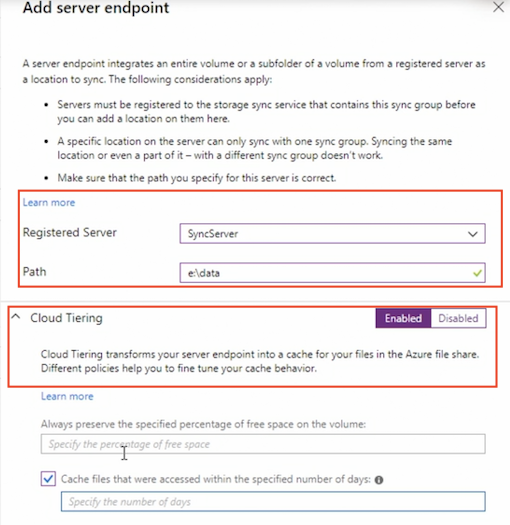 Add server endpoint
A server endpoint integrates an entire volume or a subfolder of a volume from a registered server as
a location to sync. The following considerations apply:
• Servers must be registered to the storage sync service that contains this sync group before
you can add a location on them here.
• A specific location on the server can only sync with one sync group. Syncing the same
location or even a part of it – with a different sync group doesn't work.
• Make sure that the path you specify for this server is correct.
Learn more
Registered Server SyncServer
Path e:\data
Cloud Tiering Enabled Disabled
Cloud Tiering transforms your server endpoint into a cache for your files in the Azure file share.
Different policies help you to fine tune your cache behavior.
Learn more
Always preserve the specified percentage of free space on the volume:
Specify the percentage of free space
Cache files that were accessed within the specified number of days:
Specify the number of days